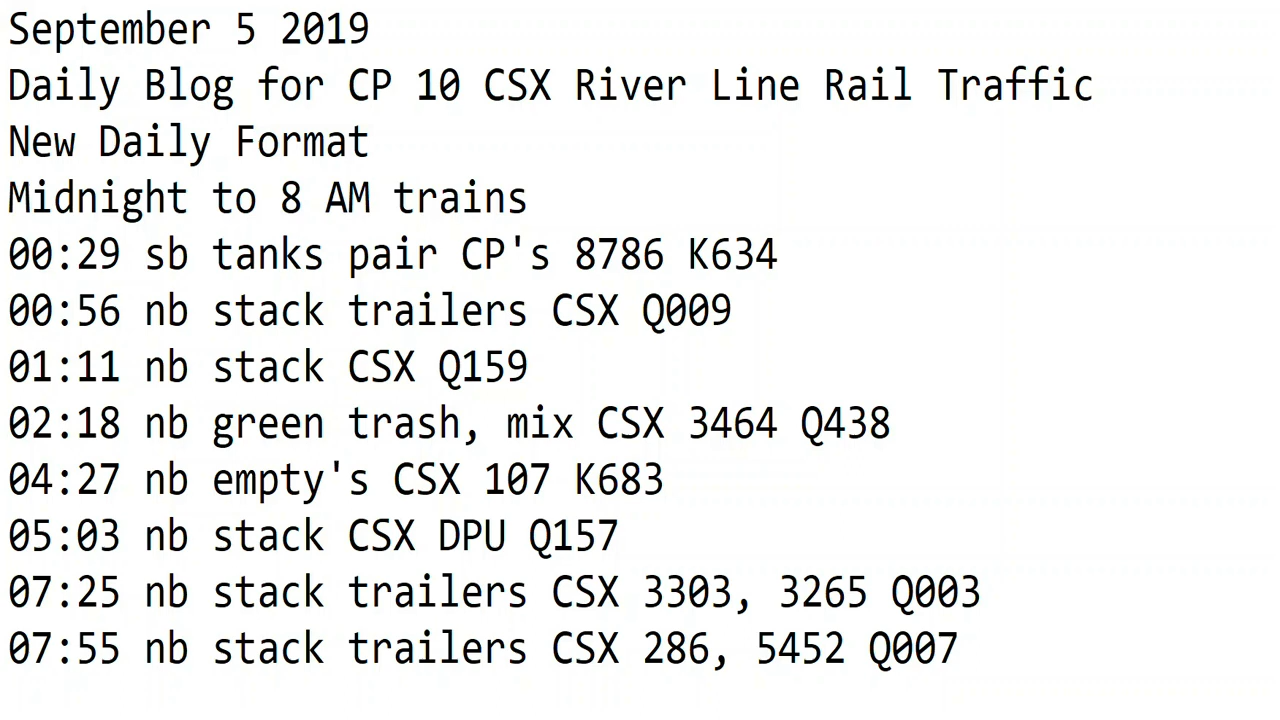 September 5 2019
Daily Blog for CP 10 CSX River Line Rail Traffic
New Daily Format
Midnight to 8 AM trains
00:29 sb tanks pair CP's 8786 K634
00:56 nb stack trailers CSX Q009
01:11 nb stack CSX Q159
02:18 nb green trash, mix CSX 3464 Q438
04:27 nb empty's CSX 107 K683
05:03 nb stack CSX DPU Q157
07:25 nb stack trailers CSX 3303, 3265 Q003
07:55 nb stack trailers CSX 286, 5452 Q007